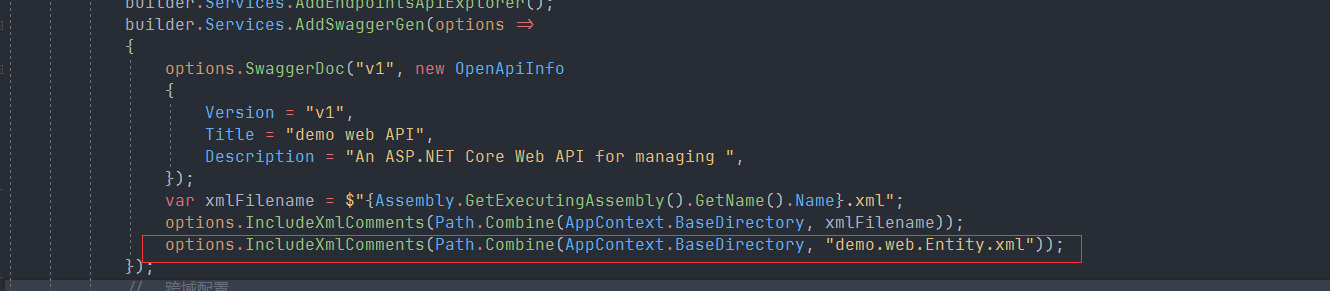 builder.Services.AddEndpointsApiExplorer();
builder.Services.AddSwaggerGen(options =>
{
options.SwaggerDoc("v1", new OpenApiInfo
{
Version = "v1",
Title = "demo web API",
Description = "An ASP.NET Core Web API for managing ",
});
var xmlFilename = $"{Assembly.GetExecutingAssembly().GetName().Name}.xml";
options.IncludeXmlComments(Path.Combine(AppContext.BaseDirectory, xmlFilename));
options.IncludeXmlComments(Path.Combine(AppContext.BaseDirectory, "demo.web.Entity.xml"));
});
// 跨域配置